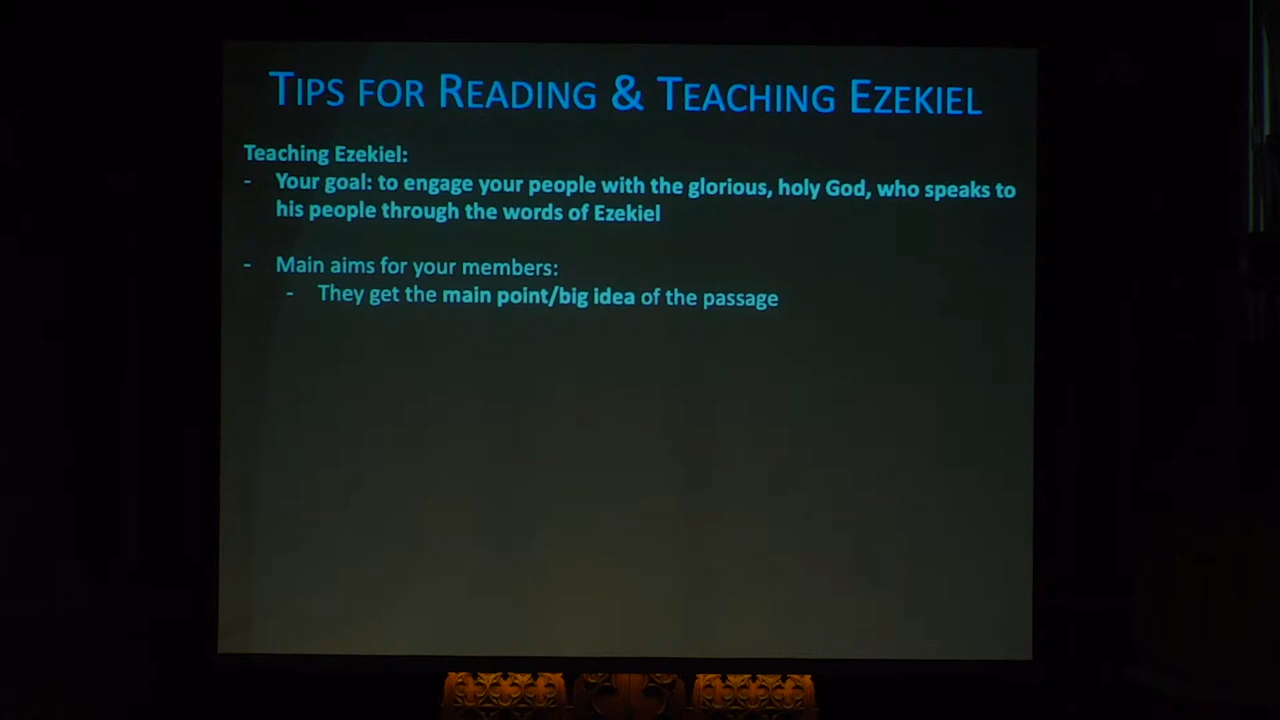 TIPS FOR READING & TEACHING EZEKIEL
Teaching Ezekiel:
- Your goal: to engage your people with the glorious, holy God, who speaks to
his people through the words of Ezekiel
- Main aims for your members:
- They get the main point/big idea of the passage